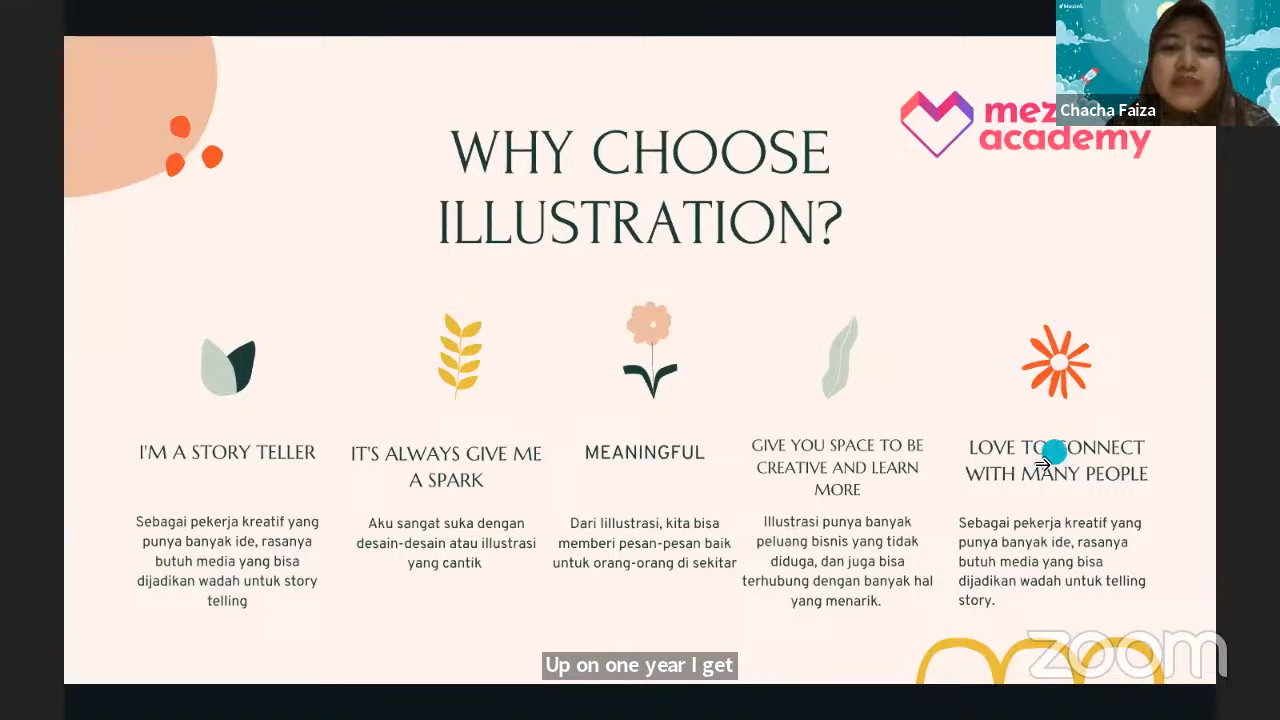 Mezink
Chacha Faiza
mez
academy
WHY CHOOSE
ILLUSTRATION?
I'M A STORY TELLER
Sebagai pekerja kreatif yang
punya banyak ide, rasanya
butuh media yang bisa
dijadikan wadah untuk story
telling
IT'S ALWAYS GIVE ME
A SPARK
Aku sangat suka dengan
desain-desain atau illustrasi
yang cantik
MEANINGFUL
Dari lillustrasi, kita bisa
memberi pesan-pesan baik
untuk orang-orang di sekitar
GIVE YOU SPACE TO BE
CREATIVE AND LEARN
MORE
Illustrasi punya banyak
peluang bisnis yang tidak
diduga, dan juga bisa
terhubung dengan banyak hal
yang menarik.
LOVE TO CONNECT
WITH MANY PEOPLE
Sebagai pekerja kreatif yang
punya banyak ide, rasanya
butuh media yang bisa
dijadikan wadah untuk telling
story.
Up on one year I get
zoom